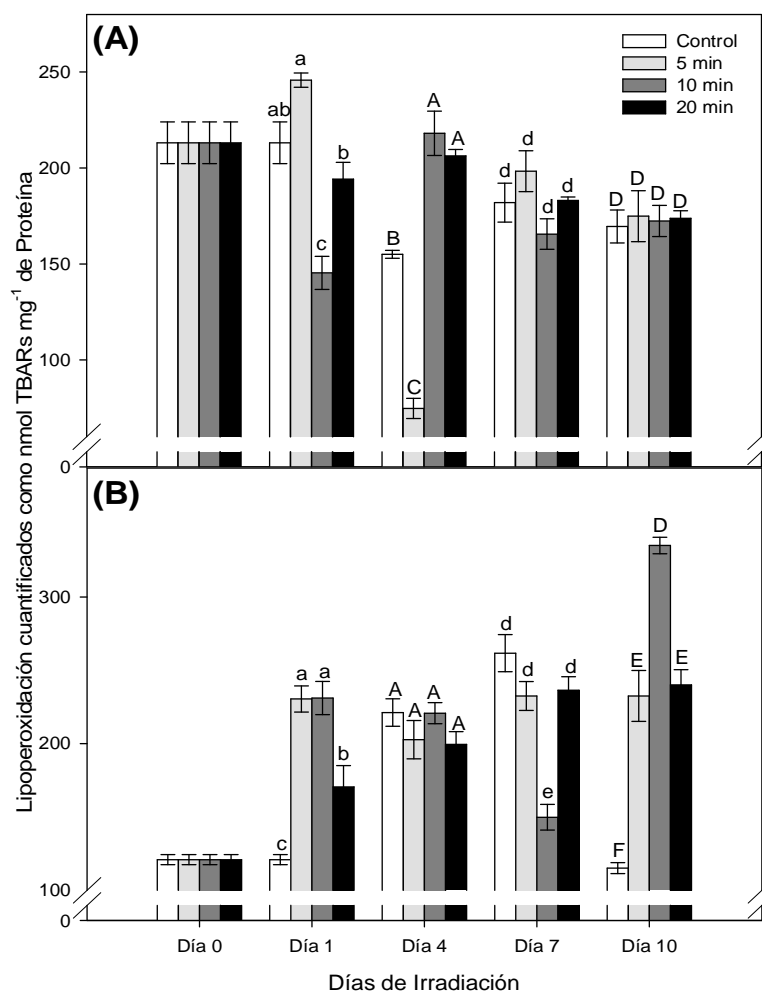 (A)
Control
5 min
10 min
20 min
250
200
150
100
0
ab
a
c
b
B
C
A
A
d
d
d
d
D
D
D
D
Lipoperoxidación cuantificados como nmol TBARs mg⁻¹ de Proteína
(B)
300
200
100
0
c
a
a
b
A
A
A
A
d
d
e
d
F
E
D
E
Día 0
Día 1
Día 4
Día 7
Día 10
Días de Irradiación